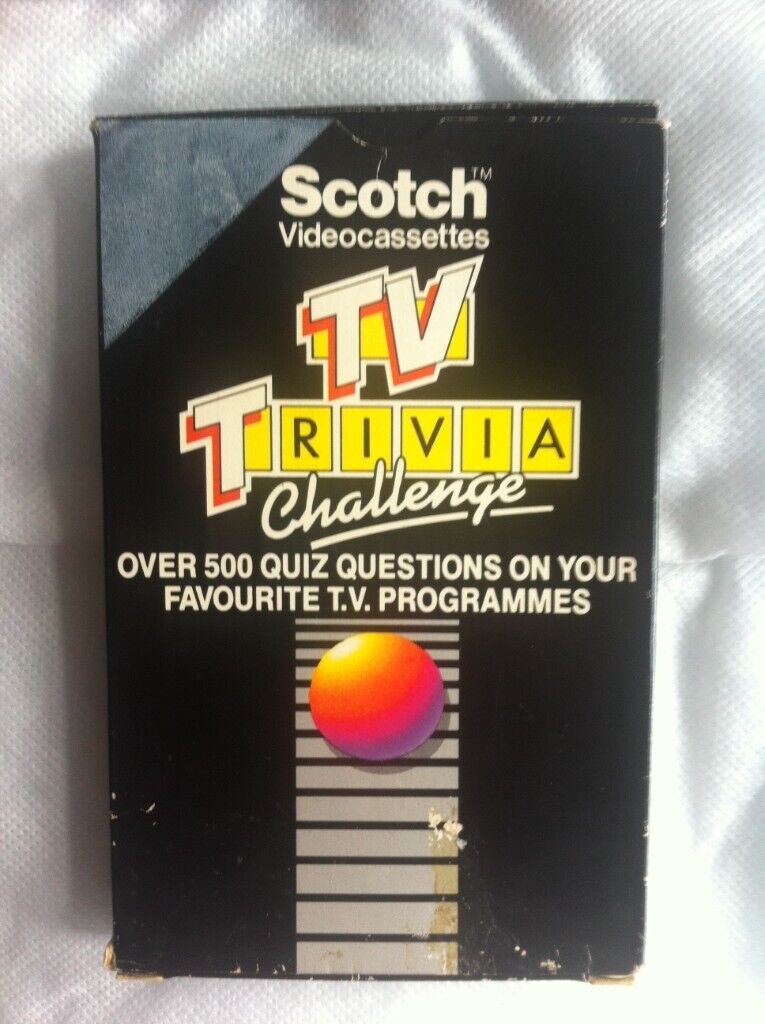 Scotch™
Videocassettes
TV
TRIVIA
Challenge
OVER 500 QUIZ QUESTIONS ON YOUR
FAVOURITE T.V. PROGRAMMES